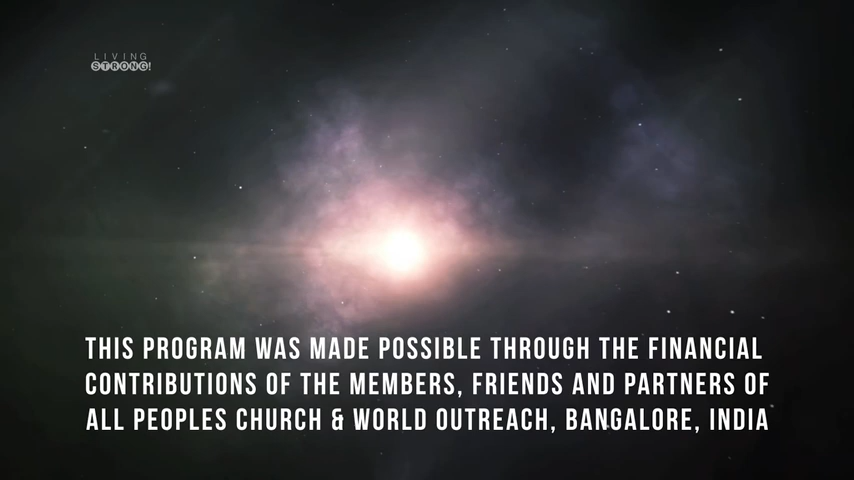 LIVING
STRONG!
THIS PROGRAM WAS MADE POSSIBLE THROUGH THE FINANCIAL
CONTRIBUTIONS OF THE MEMBERS, FRIENDS AND PARTNERS OF
ALL PEOPLES CHURCH & WORLD OUTREACH, BANGALORE, INDIA